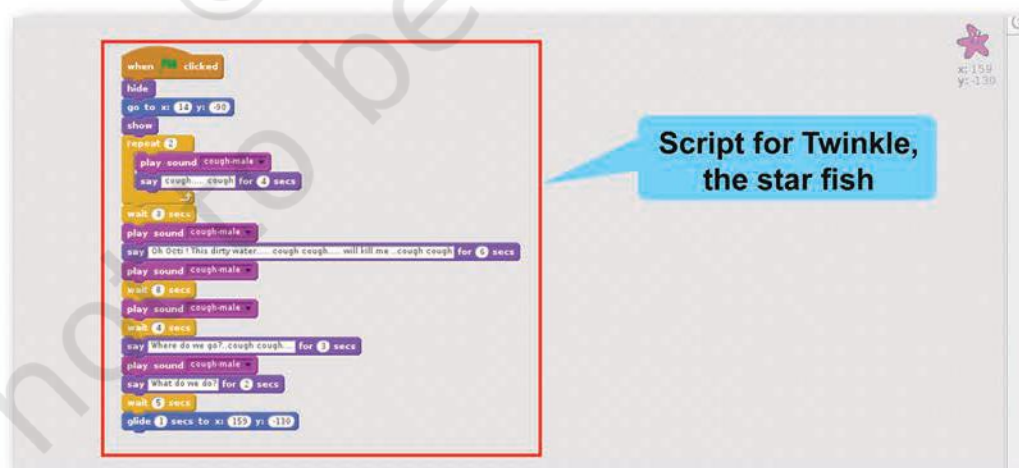 when clicked
hide
go to x: 14 y: -90
show
repeat 2
play sound cough-male
say cough.... cough for 4 secs
wait secs
play sound cough-male
say Oh Octi ! This dirty water..... cough cough.... will kill me ..cough cough for 6 secs
play sound cough-male
wait 8 secs
play sound cough-male
wait 4 secs
say Where do we go?..cough cough.... for 3 secs
play sound cough-male
say What do we do? for 2 secs
wait 5 secs
glide 1 secs to x: 159 y: -130
x: 159
y: -130
Script for Twinkle,
the star fish
not to be